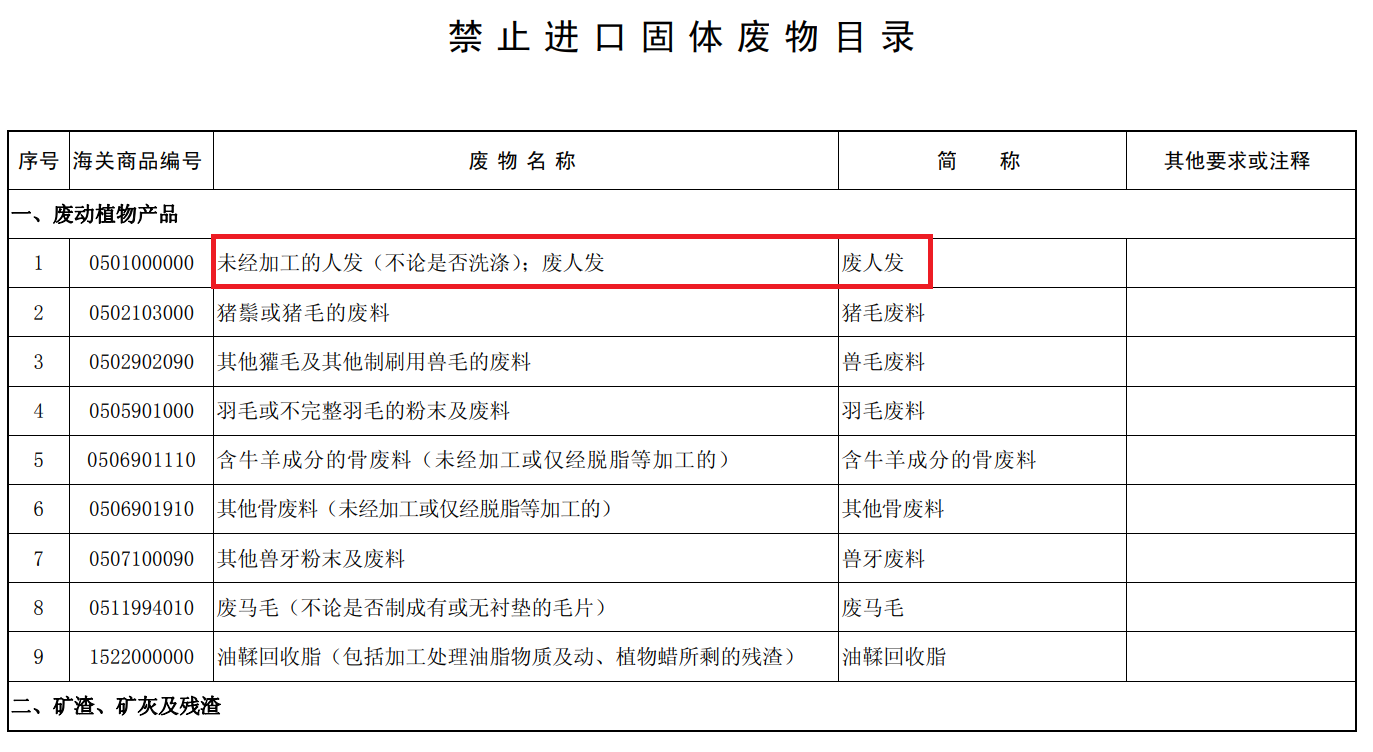 禁止进口固体废物目录
序号 海关商品编号 废物名称 简称 其他要求或注释
一、废动植物产品
1 0501000000 未经加工的人发（不论是否洗涤）；废人发 废人发
2 0502103000 猪鬃或猪毛的废料 猪毛废料
3 0502902090 其他獾毛及其他制刷用兽毛的废料 兽毛废料
4 0505901000 羽毛或不完整羽毛的粉末及废料 羽毛废料
5 0506901110 含牛羊成分的骨废料（未经加工或仅经脱脂等加工的） 含牛羊成分的骨废料
6 0506901910 其他骨废料（未经加工或仅经脱脂等加工的） 其他骨废料
7 0507100090 其他兽牙粉末及废料 兽牙废料
8 0511994010 废马毛（不论是否制成有或无衬垫的毛片） 废马毛
9 1522000000 油鞣回收脂（包括加工处理油脂物质及动、植物蜡所剩的残渣） 油鞣回收脂
二、矿渣、矿灰及残渣